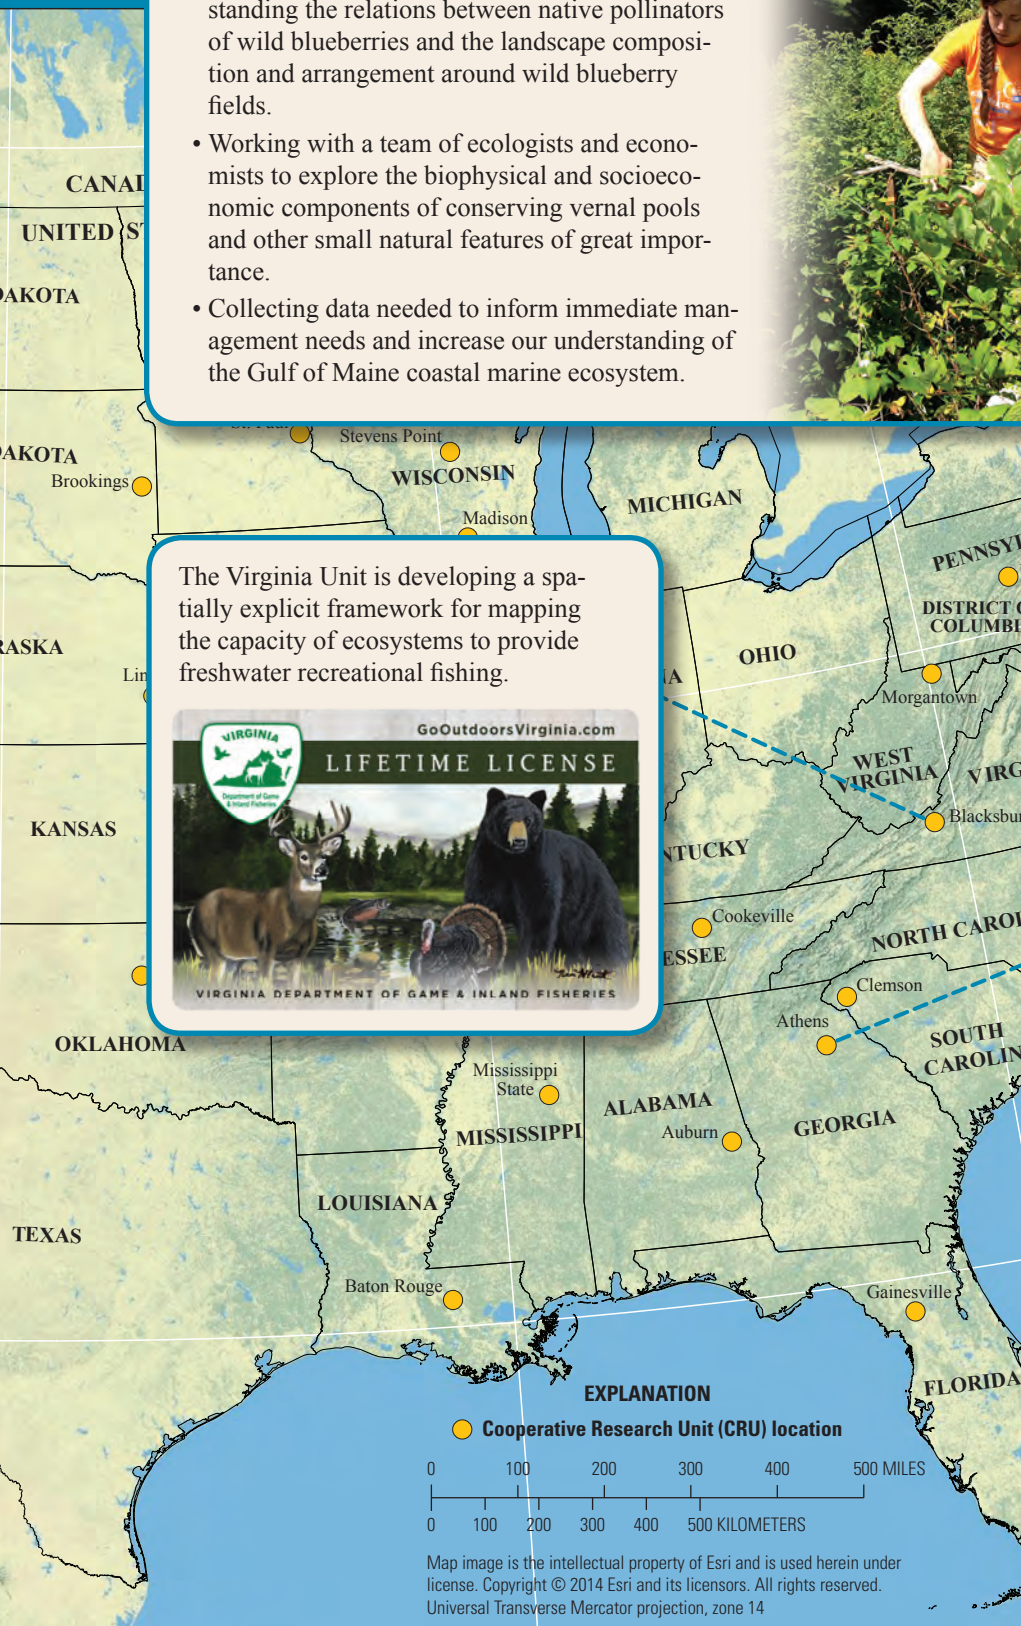 standing the relations between native pollinators
of wild blueberries and the landscape composi-
tion and arrangement around wild blueberry
fields.
• Working with a team of ecologists and econo-
mists to explore the biophysical and socioeco-
nomic components of conserving vernal pools
and other small natural features of great impor-
tance.
• Collecting data needed to inform immediate man-
agement needs and increase our understanding of
the Gulf of Maine coastal marine ecosystem.
CANAD
UNITED ST
DAKOTA
Stevens Point
WISCONSIN
DAKOTA
Brookings
MICHIGAN
Madison
PENNSYL
DISTRICT O
COLUMBI
The Virginia Unit is developing a spa-
tially explicit framework for mapping
the capacity of ecosystems to provide
freshwater recreational fishing.
RASKA
Lin
NA
OHIO
Morgantown
GoOutdoorsVirginia.com
VIRGINIA
Department of Game
& Inland Fisheries
LIFETIME LICENSE
WEST
VIRGINIA
VIRG
Blacksbur
KANSAS
NTUCKY
Cookeville
ESSEE
NORTH CAROL
VIRGINIA DEPARTMENT OF GAME & INLAND FISHERIES
Clemson
Athens
SOUTH
CAROLIN
OKLAHOMA
Mississippi
State
ALABAMA
MISSISSIPPI
Auburn
GEORGIA
LOUISIANA
TEXAS
Baton Rouge
Gainesville
FLORIDA
EXPLANATION
Cooperative Research Unit (CRU) location
0 100 200 300 400 500 MILES
0 100 200 300 400 500 KILOMETERS
Map image is the intellectual property of Esri and is used herein under
license. Copyright © 2014 Esri and its licensors. All rights reserved.
Universal Transverse Mercator projection, zone 14